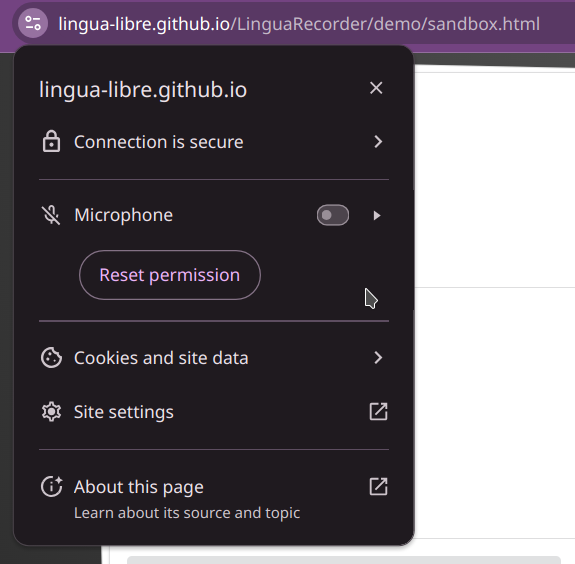 lingua-libre.github.io/LinguaRecorder/demo/sandbox.html
lingua-libre.github.io
Connection is secure
Microphone
Reset permission
Cookies and site data
Site settings
About this page
Learn about its source and topic